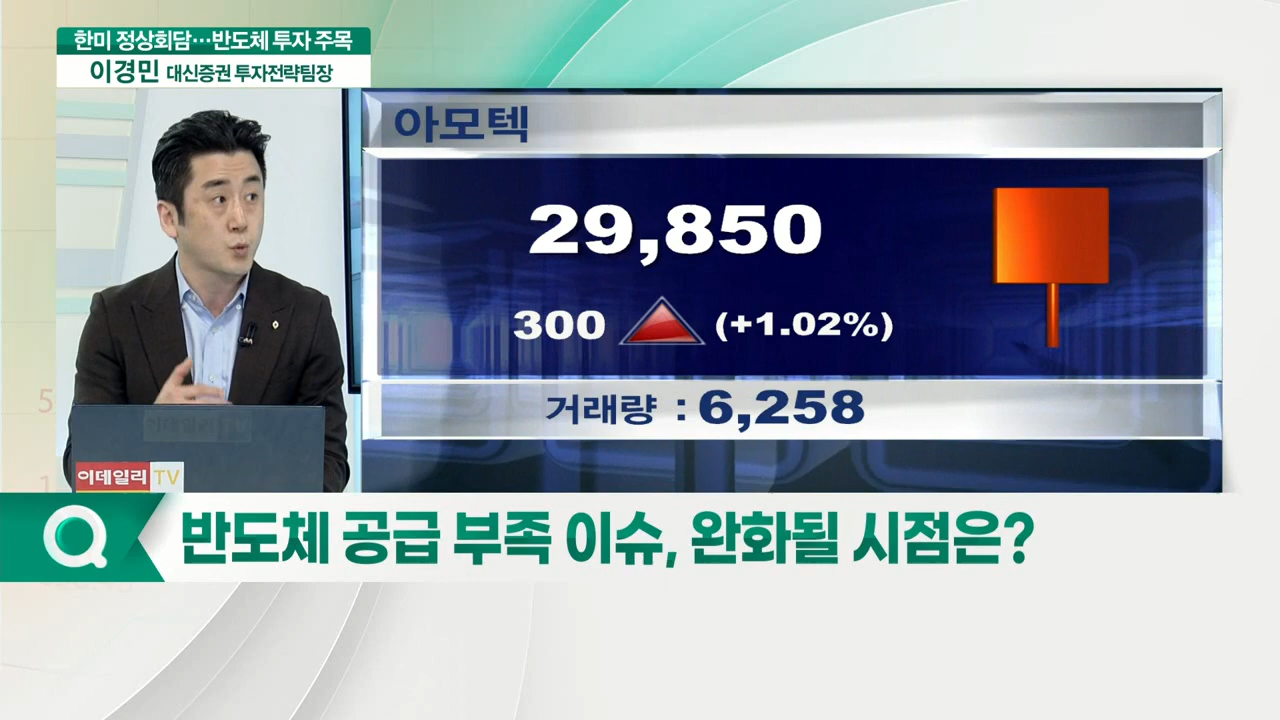 한미 정상회담…반도체 투자 주목
이경민 대신증권 투자전략팀장
아모텍
29,850
300 ▲ (+1.02%)
거래량 : 6,258
이데일리 TV
반도체 공급 부족 이슈, 완화될 시점은?